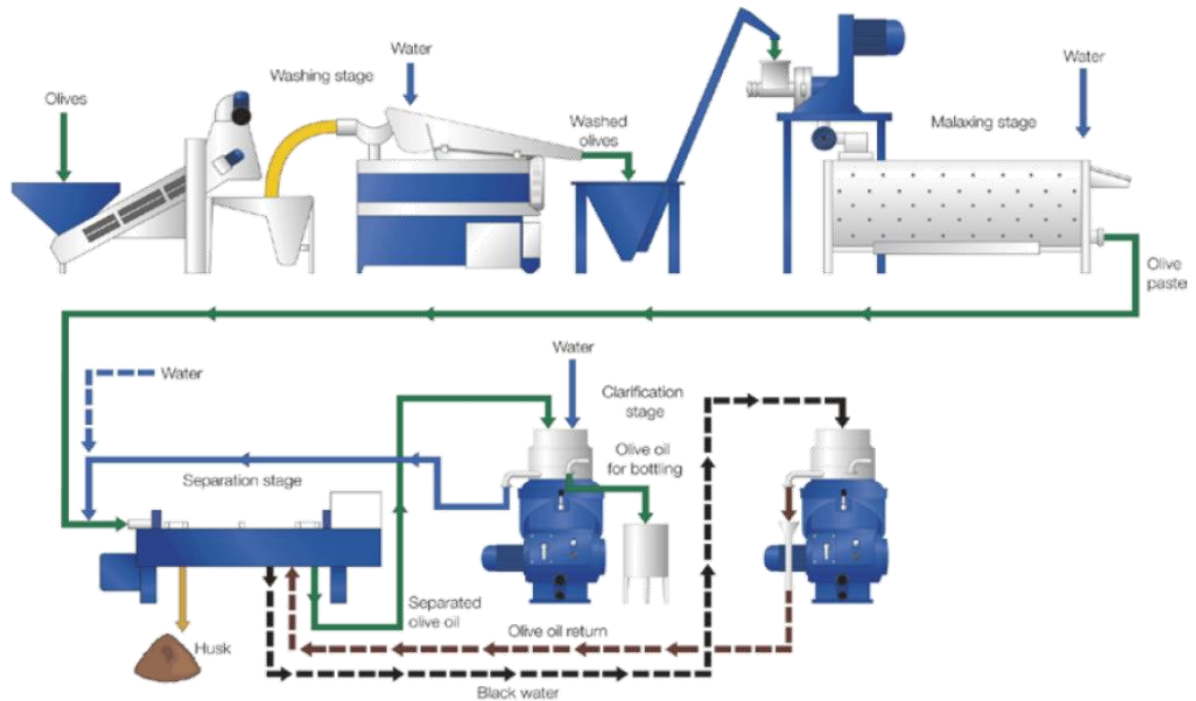 Water
Washing stage
Water
Olives
Washed
olives
Malaxing stage
Olive
paste
Water
Water
Clarification
stage
Olive oil
for bottling
Separation stage
Separated
olive oil
Husk
Olive oil return
Black water